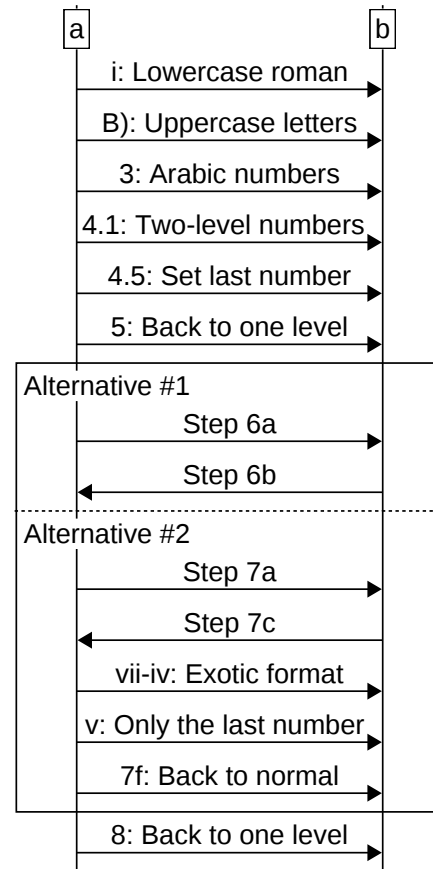 a b
i: Lowercase roman
B): Uppercase letters
3: Arabic numbers
4.1: Two-level numbers
4.5: Set last number
5: Back to one level
Alternative #1
Step 6a
Step 6b
Alternative #2
Step 7a
Step 7c
vii-iv: Exotic format
v: Only the last number
7f: Back to normal
8: Back to one level